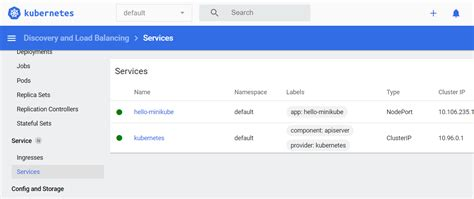 kubernetes
default
Search
Discovery and Load Balancing > Services
Deployments
Jobs
Pods
Replica Sets
Replication Controllers
Stateful Sets
Service N
Ingresses
Services
Config and Storage
Services
Name Namespace Labels Type Cluster IP
hello-minikube default app: hello-minikube NodePort 10.106.235.1
kubernetes default component: apiserver ClusterIP 10.96.0.1
provider: kubernetes